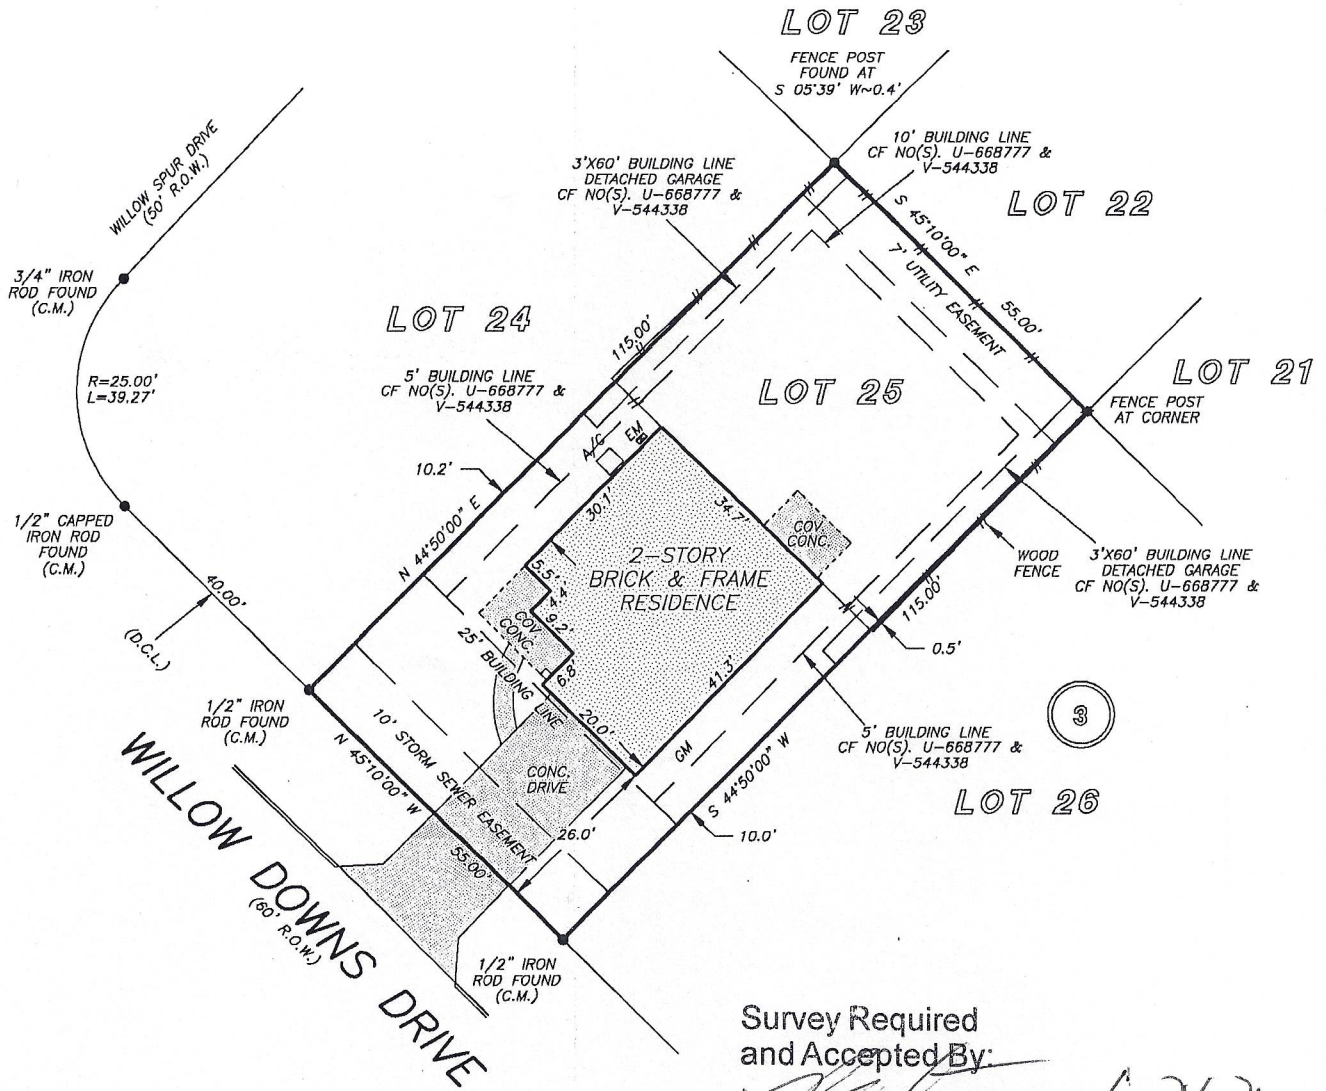 LOT 23
FENCE POST
FOUND AT
S 05°39' W~0.4'
WILLOW SPUR DRIVE
(50' R.O.W.)
3'X60' BUILDING LINE
DETACHED GARAGE
CF NO(S). U-668777 &
V-544338
10' BUILDING LINE
CF NO(S). U-668777 &
V-544338
LOT 22
S 45°10'00" E
55.00'
7' UTILITY EASEMENT
3/4" IRON
ROD FOUND
(C.M.)
LOT 24
115.00'
R=25.00'
L=39.27'
5' BUILDING LINE
CF NO(S). U-668777 &
V-544338
LOT 25
LOT 21
FENCE POST
AT CORNER
A/C
EM
10.2'
N 44°50'00" E
30.1'
34.7'
1/2" CAPPED
IRON ROD
FOUND
(C.M.)
COV.
CONC.
WOOD
FENCE
3'X60' BUILDING LINE
DETACHED GARAGE
CF NO(S). U-668777 &
V-544338
2-STORY
BRICK & FRAME
RESIDENCE
5.5'
4.4'
9.2'
6.8'
COV.
CONC.
40.00'
(D.C.L.)
115.00'
0.5'
25' BUILDING LINE
41.3'
20.0'
1/2" IRON
ROD FOUND
(C.M.)
3
5' BUILDING LINE
CF NO(S). U-668777 &
V-544338
GM
N 45°10'00" W
55.00'
10' STORM SEWER EASEMENT
CONC.
DRIVE
S 44°50'00" W
LOT 26
26.0'
10.0'
WILLOW DOWNS DRIVE
(60' R.O.W.)
1/2" IRON
ROD FOUND
(C.M.)
Survey Required
and Accepted By: